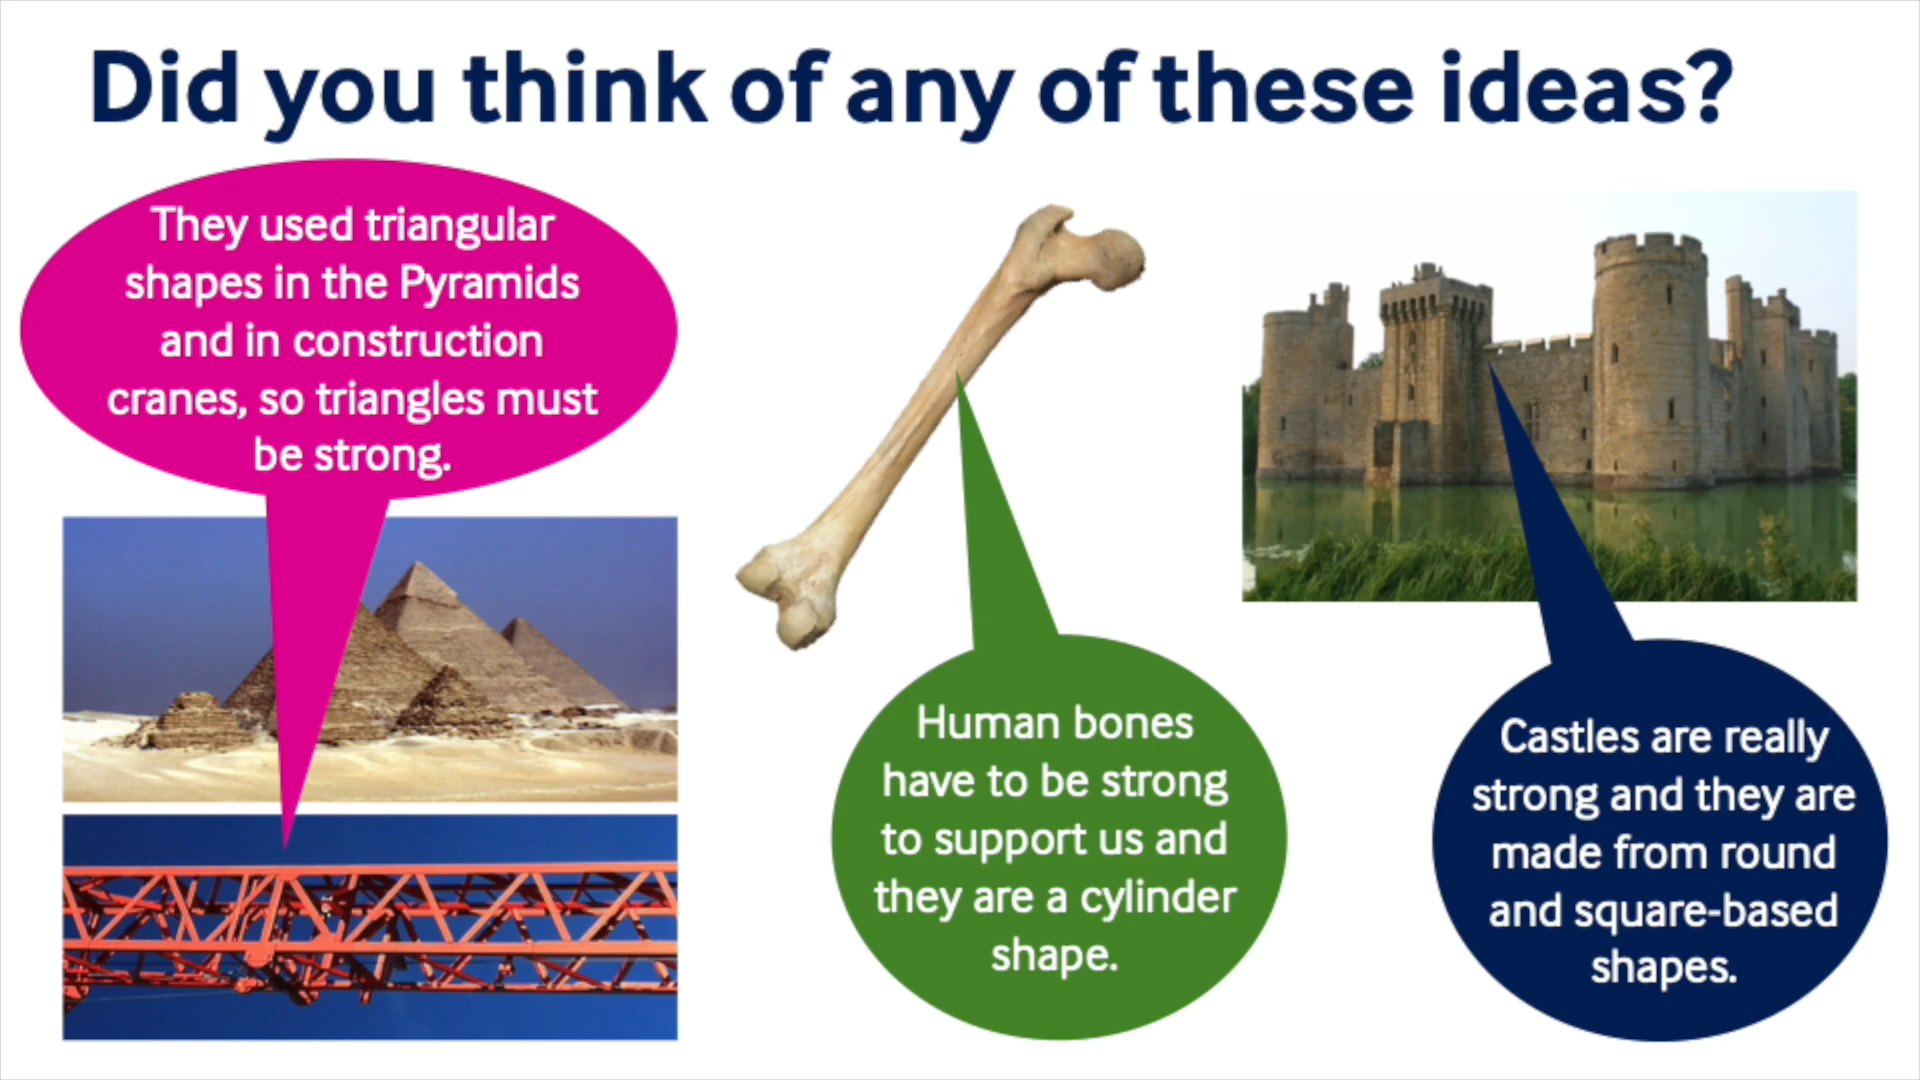 Did you think of any of these ideas?
They used triangular
shapes in the Pyramids
and in construction
cranes, so triangles must
be strong.
Human bones
have to be strong
to support us and
they are a cylinder
shape.
Castles are really
strong and they are
made from round
and square-based
shapes.